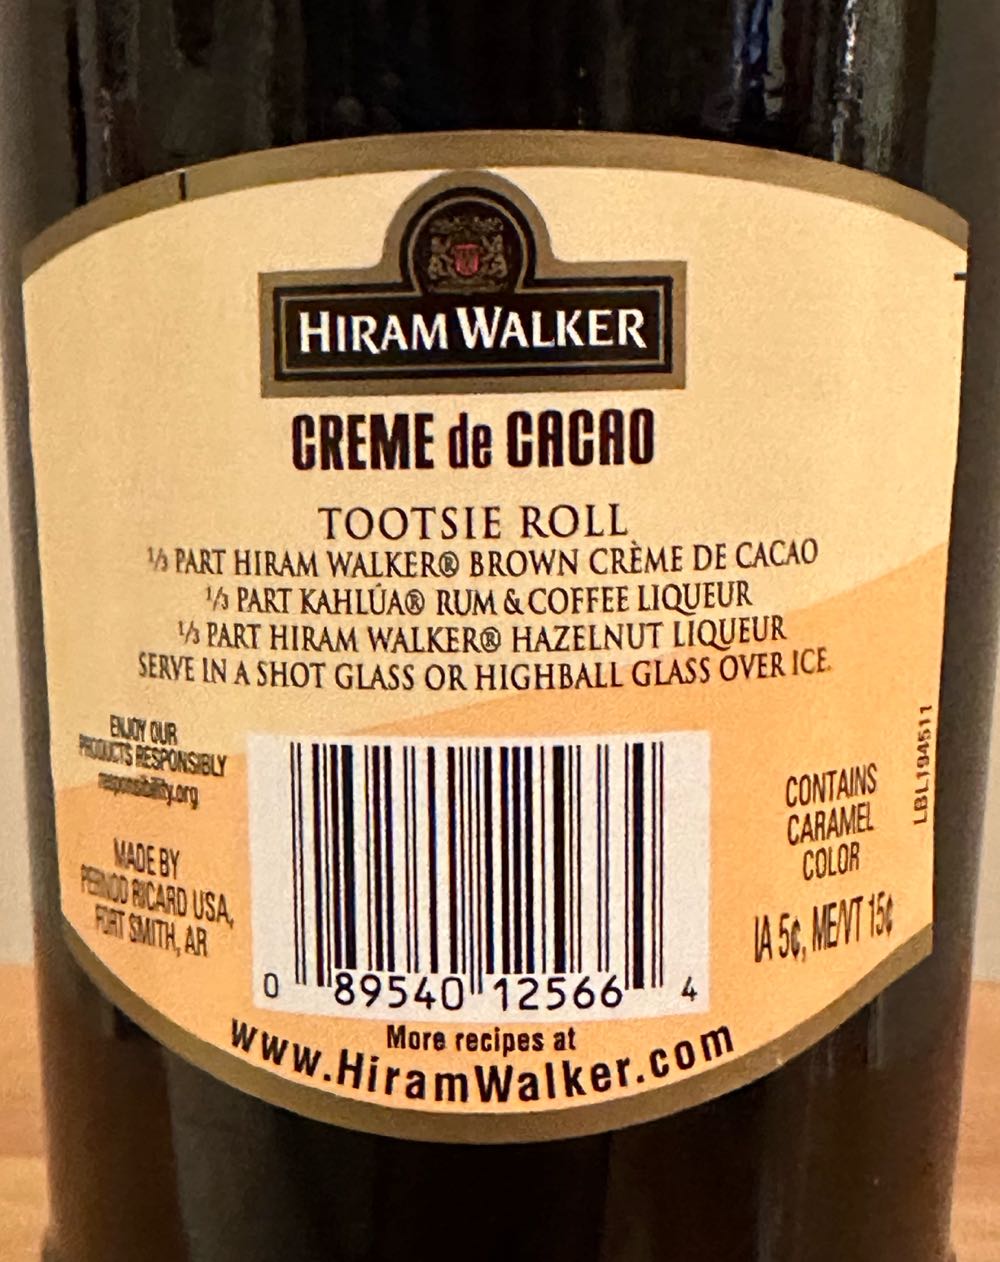 HIRAM WALKER
CREME de CACAO
TOOTSIE ROLL
⅓ PART HIRAM WALKER® BROWN CRÈME DE CACAO
⅓ PART KAHLÚA® RUM & COFFEE LIQUEUR
⅓ PART HIRAM WALKER® HAZELNUT LIQUEUR
SERVE IN A SHOT GLASS OR HIGHBALL GLASS OVER ICE.
ENJOY OUR
PRODUCTS RESPONSIBLY
responsibility.org
MADE BY
PERNOD RICARD USA,
FORT SMITH, AR
0 89540 12566 4
CONTAINS
CARAMEL
COLOR
IA 5¢, ME/VT 15¢
LBL194511
More recipes at
www.HiramWalker.com